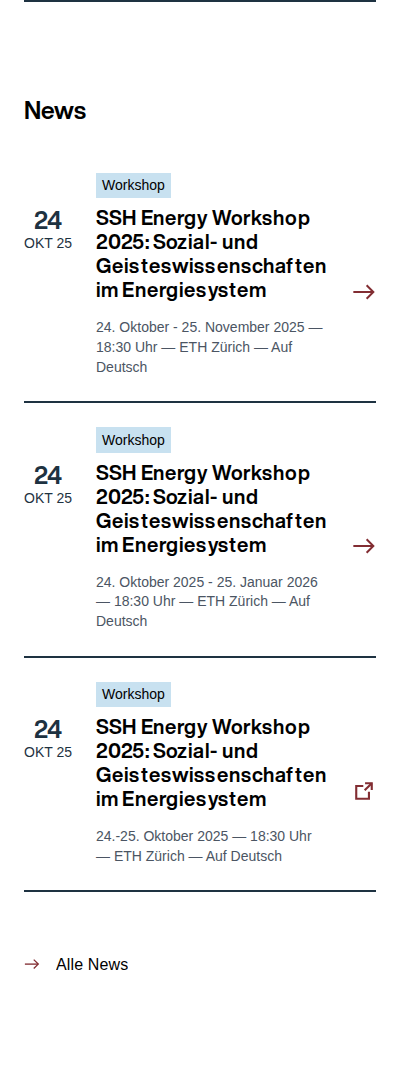 News
Workshop
24
OKT 25
SSH Energy Workshop
2025: Sozial- und
Geisteswissenschaften
im Energiesystem
24. Oktober - 25. November 2025 —
18:30 Uhr — ETH Zürich — Auf
Deutsch
Workshop
24
OKT 25
SSH Energy Workshop
2025: Sozial- und
Geisteswissenschaften
im Energiesystem
24. Oktober 2025 - 25. Januar 2026
— 18:30 Uhr — ETH Zürich — Auf
Deutsch
Workshop
24
OKT 25
SSH Energy Workshop
2025: Sozial- und
Geisteswissenschaften
im Energiesystem
24.-25. Oktober 2025 — 18:30 Uhr
— ETH Zürich — Auf Deutsch
Alle News